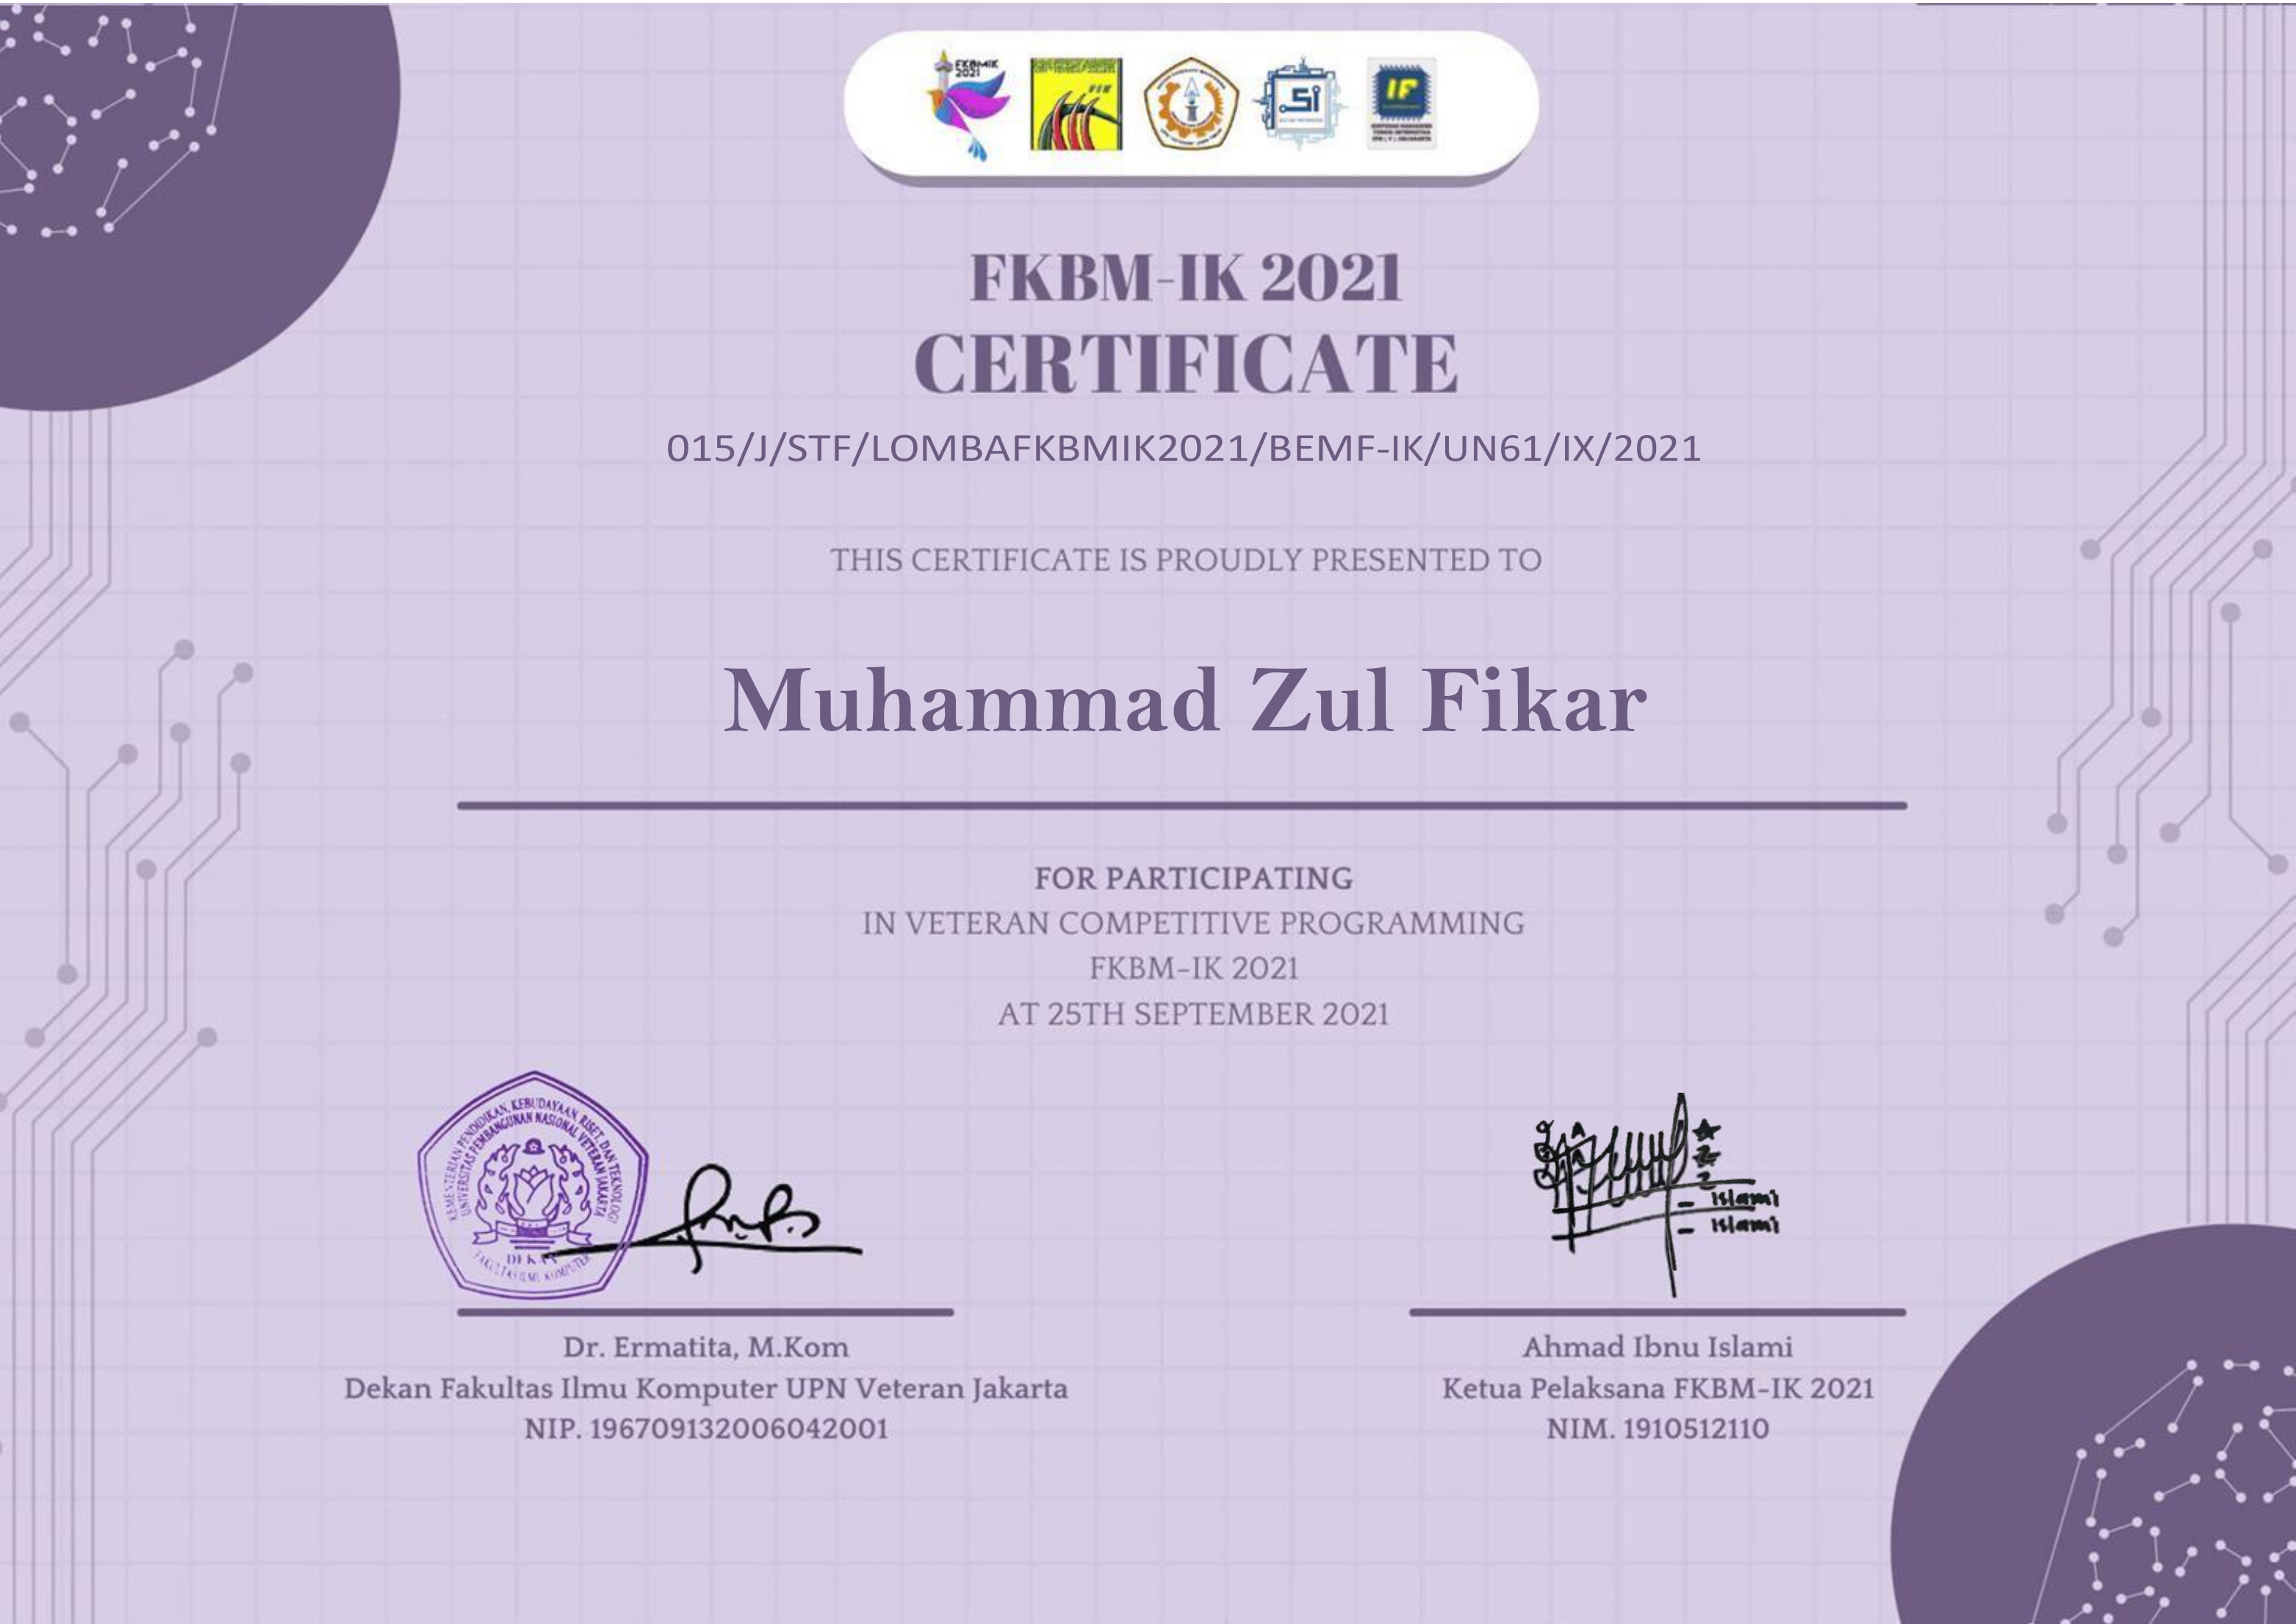 FKBMIK
2021
FIK
SI
IF
FKBM-IK 2021
CERTIFICATE
015/J/STF/LOMBAFKBMIK2021/BEMF-IK/UN61/IX/2021
THIS CERTIFICATE IS PROUDLY PRESENTED TO
Muhammad Zul Fikar
FOR PARTICIPATING
IN VETERAN COMPETITIVE PROGRAMMING
FKBM-IK 2021
AT 25TH SEPTEMBER 2021
KEMENTERIAN PENDIDIKAN, KEBUDAYAAN, RISET, DAN TEKNOLOGI
UNIVERSITAS PEMBANGUNAN NASIONAL VETERAN JAKARTA
FAKULTAS ILMU KOMPUTER
Islami
Islami
Dr. Ermatita, M.Kom
Dekan Fakultas Ilmu Komputer UPN Veteran Jakarta
NIP. 196709132006042001
Ahmad Ibnu Islami
Ketua Pelaksana FKBM-IK 2021
NIM. 1910512110